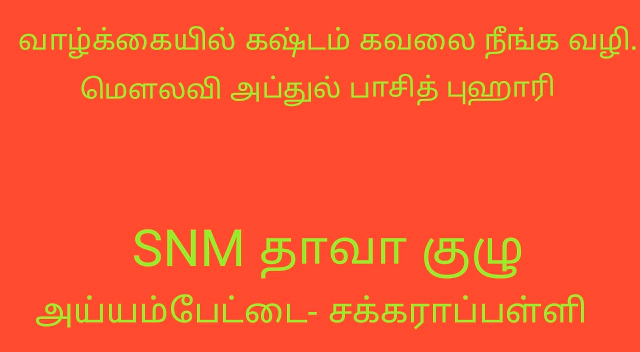 வாழ்க்கையில் கஷ்டம் கவலை நீங்க வழி.
மௌலவி அப்துல் பாசித் புஹாரி
SNM தாவா குழு
அய்யம்பேட்டை- சக்கராப்பள்ளி